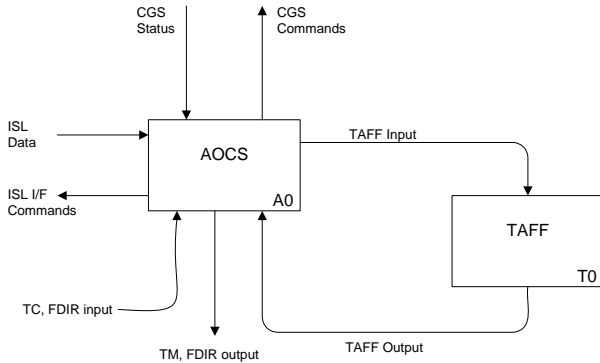 CGS
Status
CGS
Commands
ISL
Data
AOCS
TAFF Input
ISL I/F
Commands
A0
TAFF
T0
TC, FDIR input
TM, FDIR output
TAFF Output